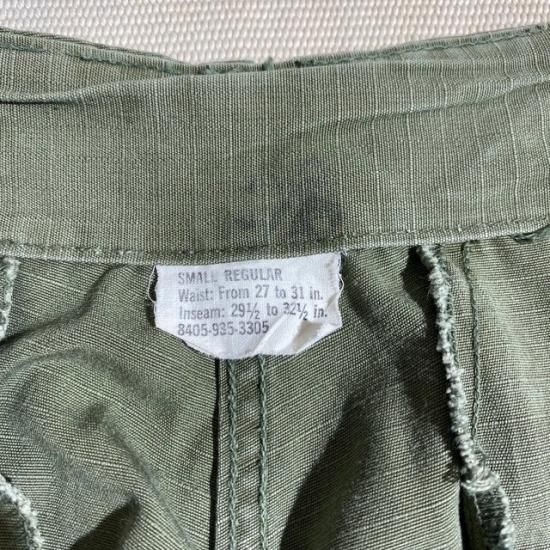 SMALL REGULAR
Waist: From 27 to 31 in.
Inseam: 29½ to 32½ in.
8405-935-3305